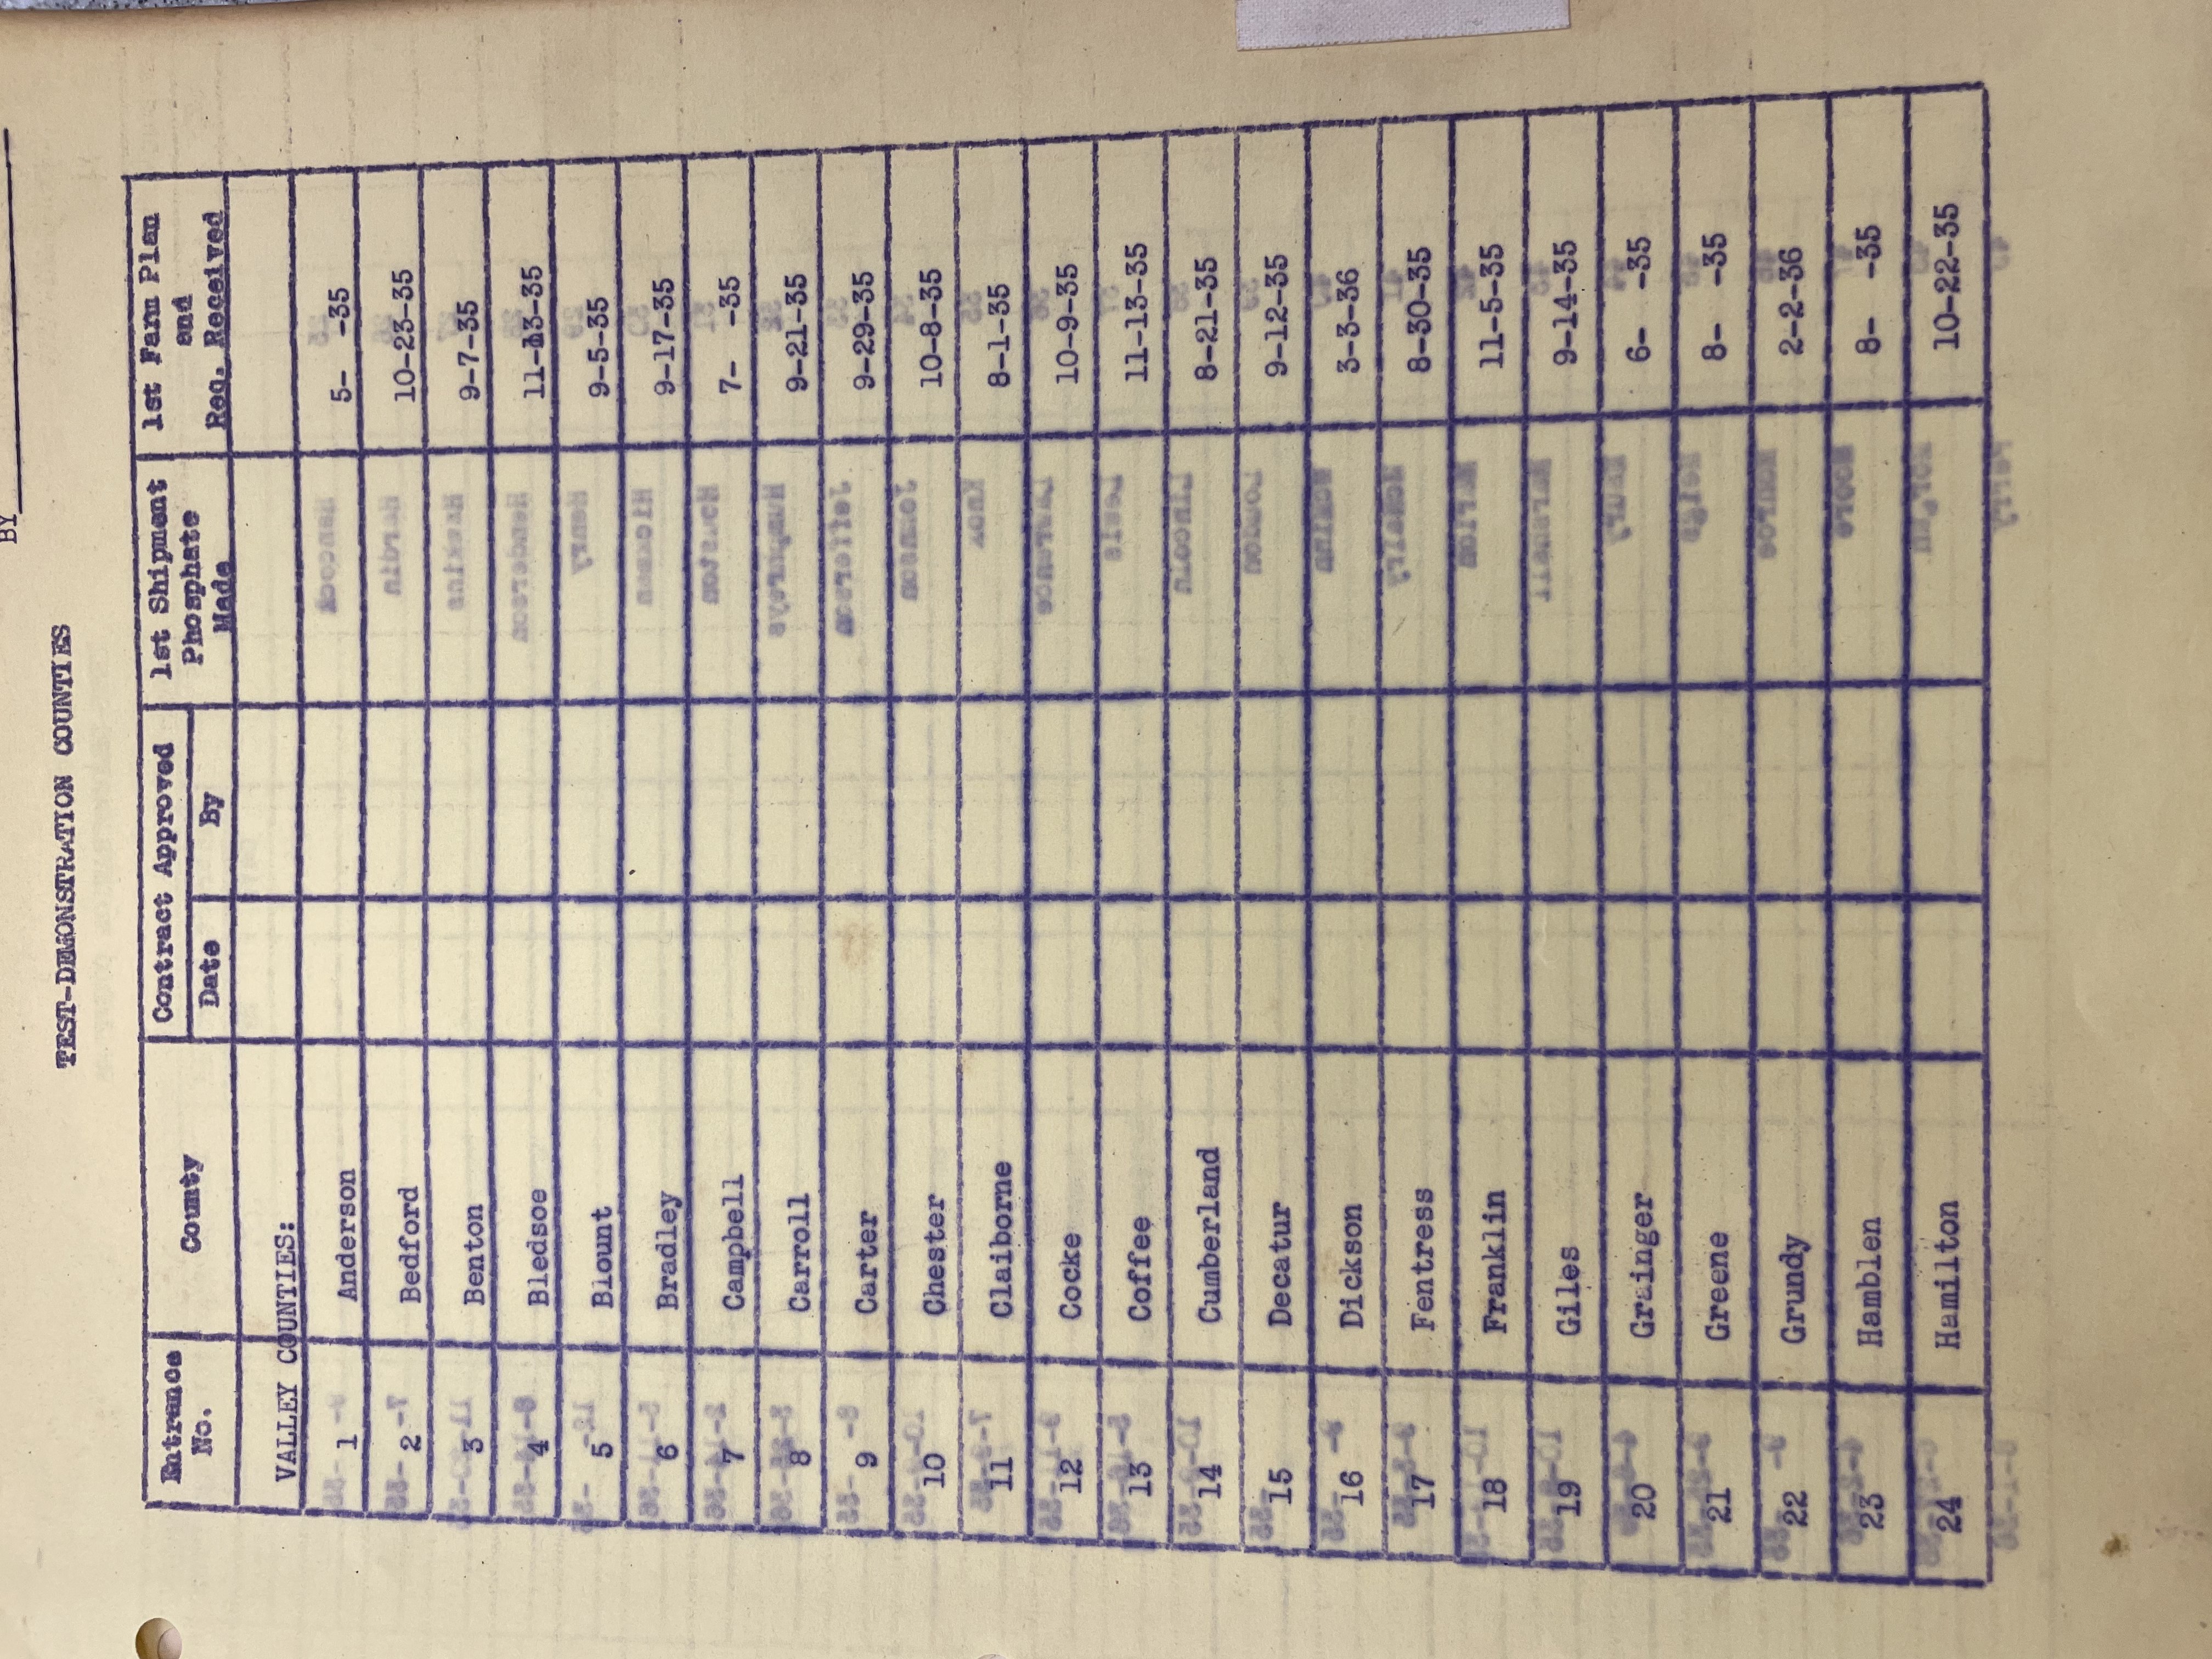 BY
TEST-DEMONSTRATION COUNTIES
Entrance No. County Contract Approved Date By 1st Shipment Phosphate Made 1st Farm Plan and Req. Received
VALLEY COUNTIES:
1 Anderson 5- -35
2 Bedford 10-23-35
3 Benton 9-7-35
4 Bledsoe 11-13-35
5 Blount 9-5-35
6 Bradley 9-17-35
7 Campbell 7- -35
8 Carroll 9-21-35
9 Carter 9-29-35
10 Chester 10-8-35
11 Claiborne 8-1-35
12 Cocke 10-9-35
13 Coffee 11-13-35
14 Cumberland 8-21-35
15 Decatur 9-12-35
16 Dickson 3-3-36
17 Fentress 8-30-35
18 Franklin 11-5-35
19 Giles 9-14-35
20 Grainger 6- -35
21 Greene 8- -35
22 Grundy 2-2-36
23 Hamblen 8- -35
24 Hamilton 10-22-35